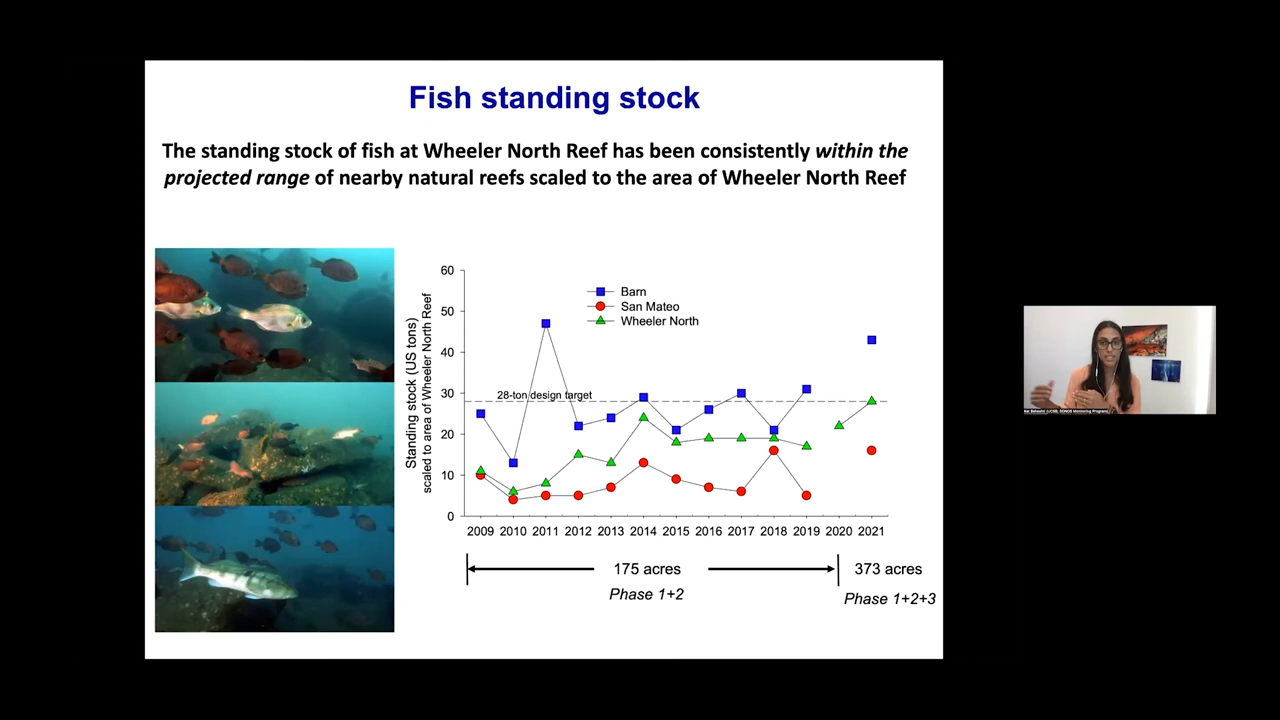 Fish standing stock
The standing stock of fish at Wheeler North Reef has been consistently within the
projected range of nearby natural reefs scaled to the area of Wheeler North Reef
Standing stock (US tons)
scaled to area of Wheeler North Reef
60
50
40
30
20
10
0
Barn
San Mateo
Wheeler North
28-ton design target
2009 2010 2011 2012 2013 2014 2015 2016 2017 2018 2019 2020 2021
175 acres
373 acres
Phase 1+2
Phase 1+2+3